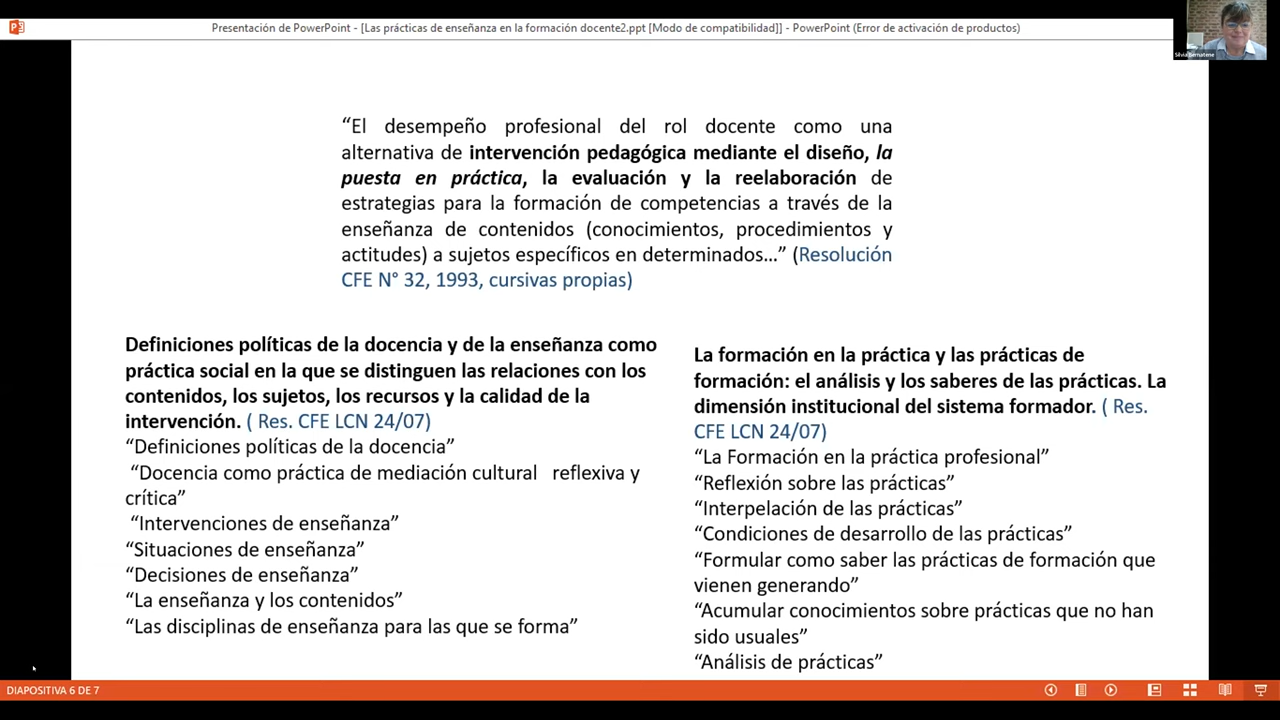 Presentación de PowerPoint - [Las prácticas de enseñanza en la formación docente2.ppt [Modo de compatibilidad]] - PowerPoint (Error de activación de productos)
“El desempeño profesional del rol docente como una
alternativa de intervención pedagógica mediante el diseño, la
puesta en práctica, la evaluación y la reelaboración de
estrategias para la formación de competencias a través de la
enseñanza de contenidos (conocimientos, procedimientos y
actitudes) a sujetos específicos en determinados...” (Resolución
CFE N° 32, 1993, cursivas propias)
Definiciones políticas de la docencia y de la enseñanza como
práctica social en la que se distinguen las relaciones con los
contenidos, los sujetos, los recursos y la calidad de la
intervención. ( Res. CFE LCN 24/07)
“Definiciones políticas de la docencia”
“Docencia como práctica de mediación cultural reflexiva y
crítica”
“Intervenciones de enseñanza”
“Situaciones de enseñanza”
“Decisiones de enseñanza”
“La enseñanza y los contenidos”
“Las disciplinas de enseñanza para las que se forma”
La formación en la práctica y las prácticas de
formación: el análisis y los saberes de las prácticas. La
dimensión institucional del sistema formador. ( Res.
CFE LCN 24/07)
“La Formación en la práctica profesional”
“Reflexión sobre las prácticas”
“Interpelación de las prácticas”
“Condiciones de desarrollo de las prácticas”
“Formular como saber las prácticas de formación que
vienen generando”
“Acumular conocimientos sobre prácticas que no han
sido usuales”
“Análisis de prácticas”
DIAPOSITIVA 6 DE 7